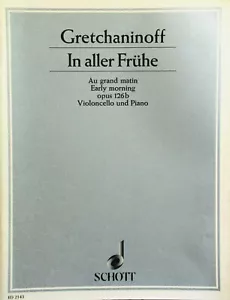 Gretchaninoff
In aller Frühe
Au grand matin
Early morning
opus 126b
Violoncello und Piano
ED 2143
SCHOTT